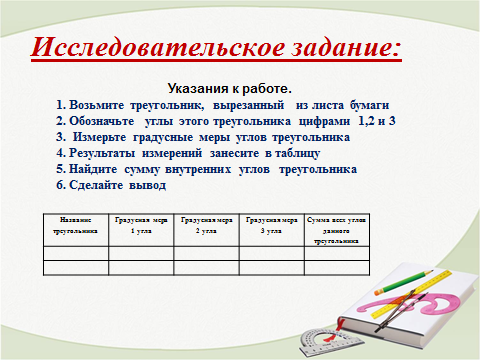 Исследовательское задание:
Указания к работе.
1. Возьмите треугольник, вырезанный из листа бумаги
2. Обозначьте углы этого треугольника цифрами 1,2 и 3
3. Измерьте градусные меры углов треугольника
4. Результаты измерений занесите в таблицу
5. Найдите сумму внутренних углов треугольника
6. Сделайте вывод
Название треугольника
Градусная мера 1 угла
Градусная мера 2 угла
Градусная мера 3 угла
Сумма всех углов данного треугольника